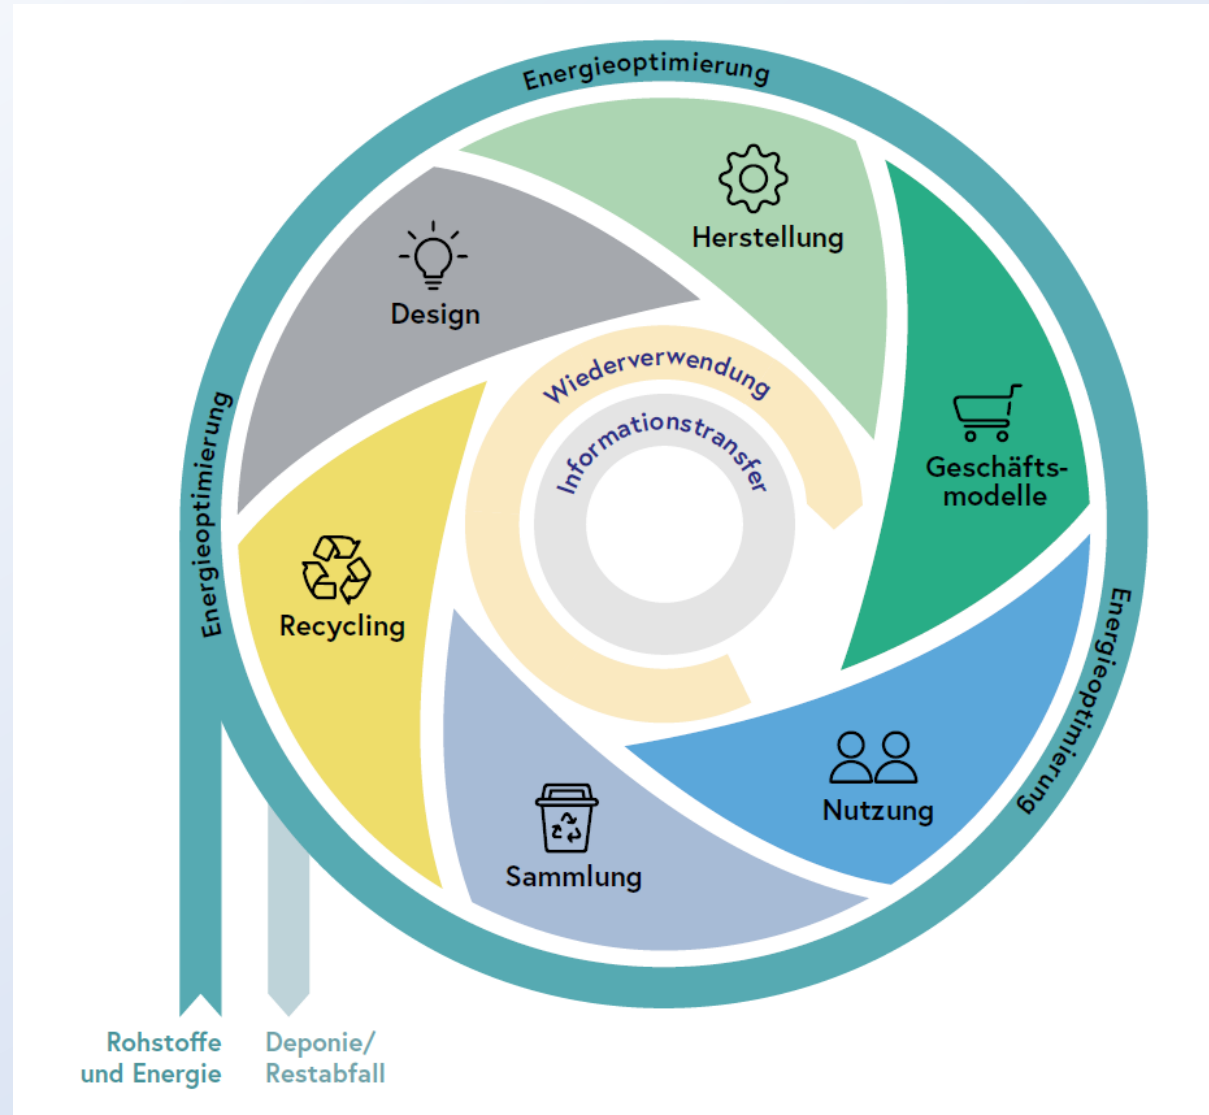 Energieoptimierung
Herstellung
Design
Wiederverwendung
Informationstransfer
Geschäfts-
modelle
Energieoptimierung
Recycling
Energieoptimierung
Nutzung
Sammlung
Rohstoffe
und Energie
Deponie/
Restabfall